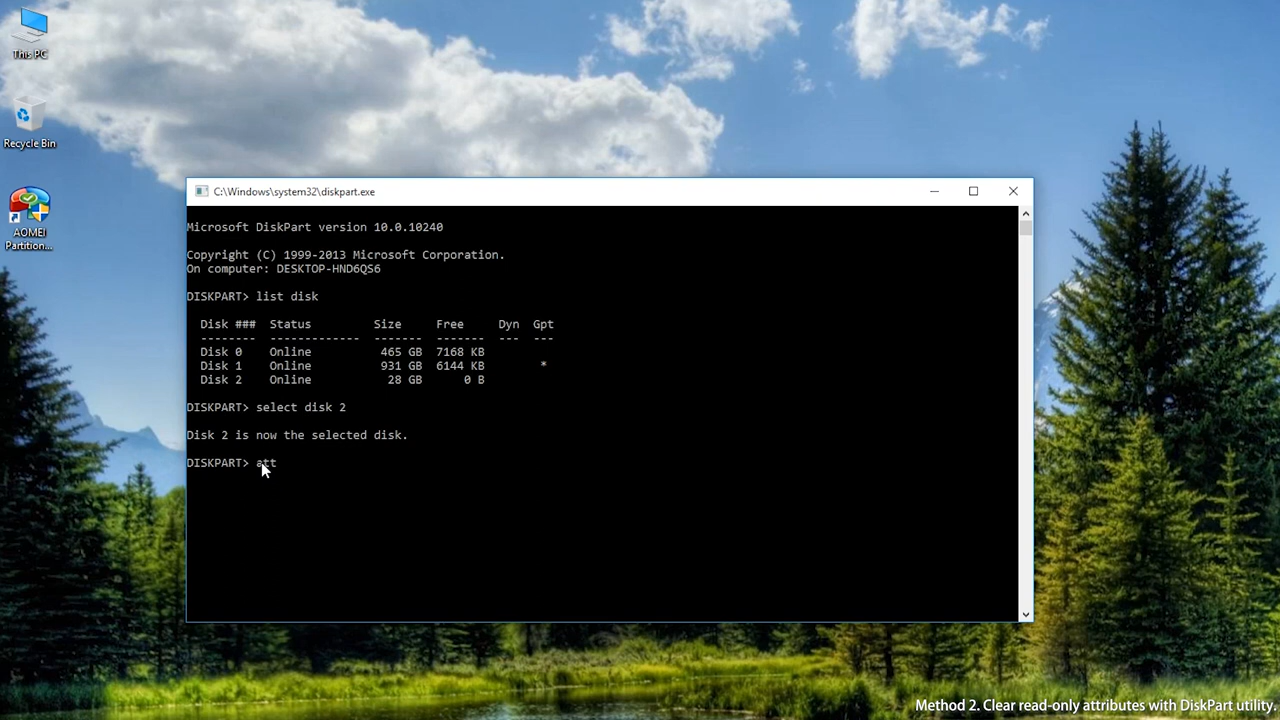 This PC
Recycle Bin
AOMEI
Partition...
C:\Windows\system32\diskpart.exe
Microsoft DiskPart version 10.0.10240
Copyright (C) 1999-2013 Microsoft Corporation.
On computer: DESKTOP-HND6QS6
DISKPART> list disk
Disk ### Status Size Free Dyn Gpt
-------- ------------- ------- ------- --- ---
Disk 0 Online 465 GB 7168 KB
Disk 1 Online 931 GB 6144 KB *
Disk 2 Online 28 GB 0 B
DISKPART> select disk 2
Disk 2 is now the selected disk.
DISKPART> att
Method 2. Clear read-only attributes with DiskPart utility.